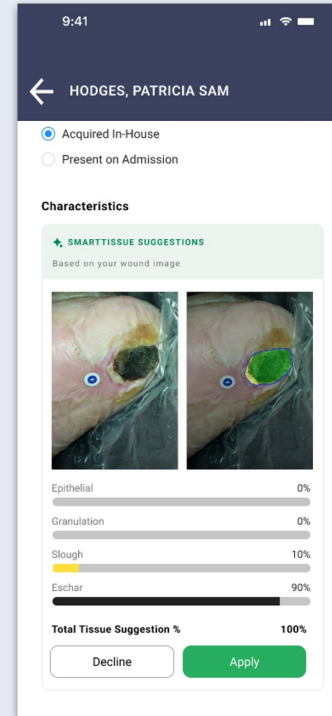 9:41
HODGES, PATRICIA SAM
Acquired In-House
Present on Admission
Characteristics
SMARTTISSUE SUGGESTIONS
Based on your wound image
Epithelial 0%
Granulation 0%
Slough 10%
Eschar 90%
Total Tissue Suggestion % 100%
Decline Apply